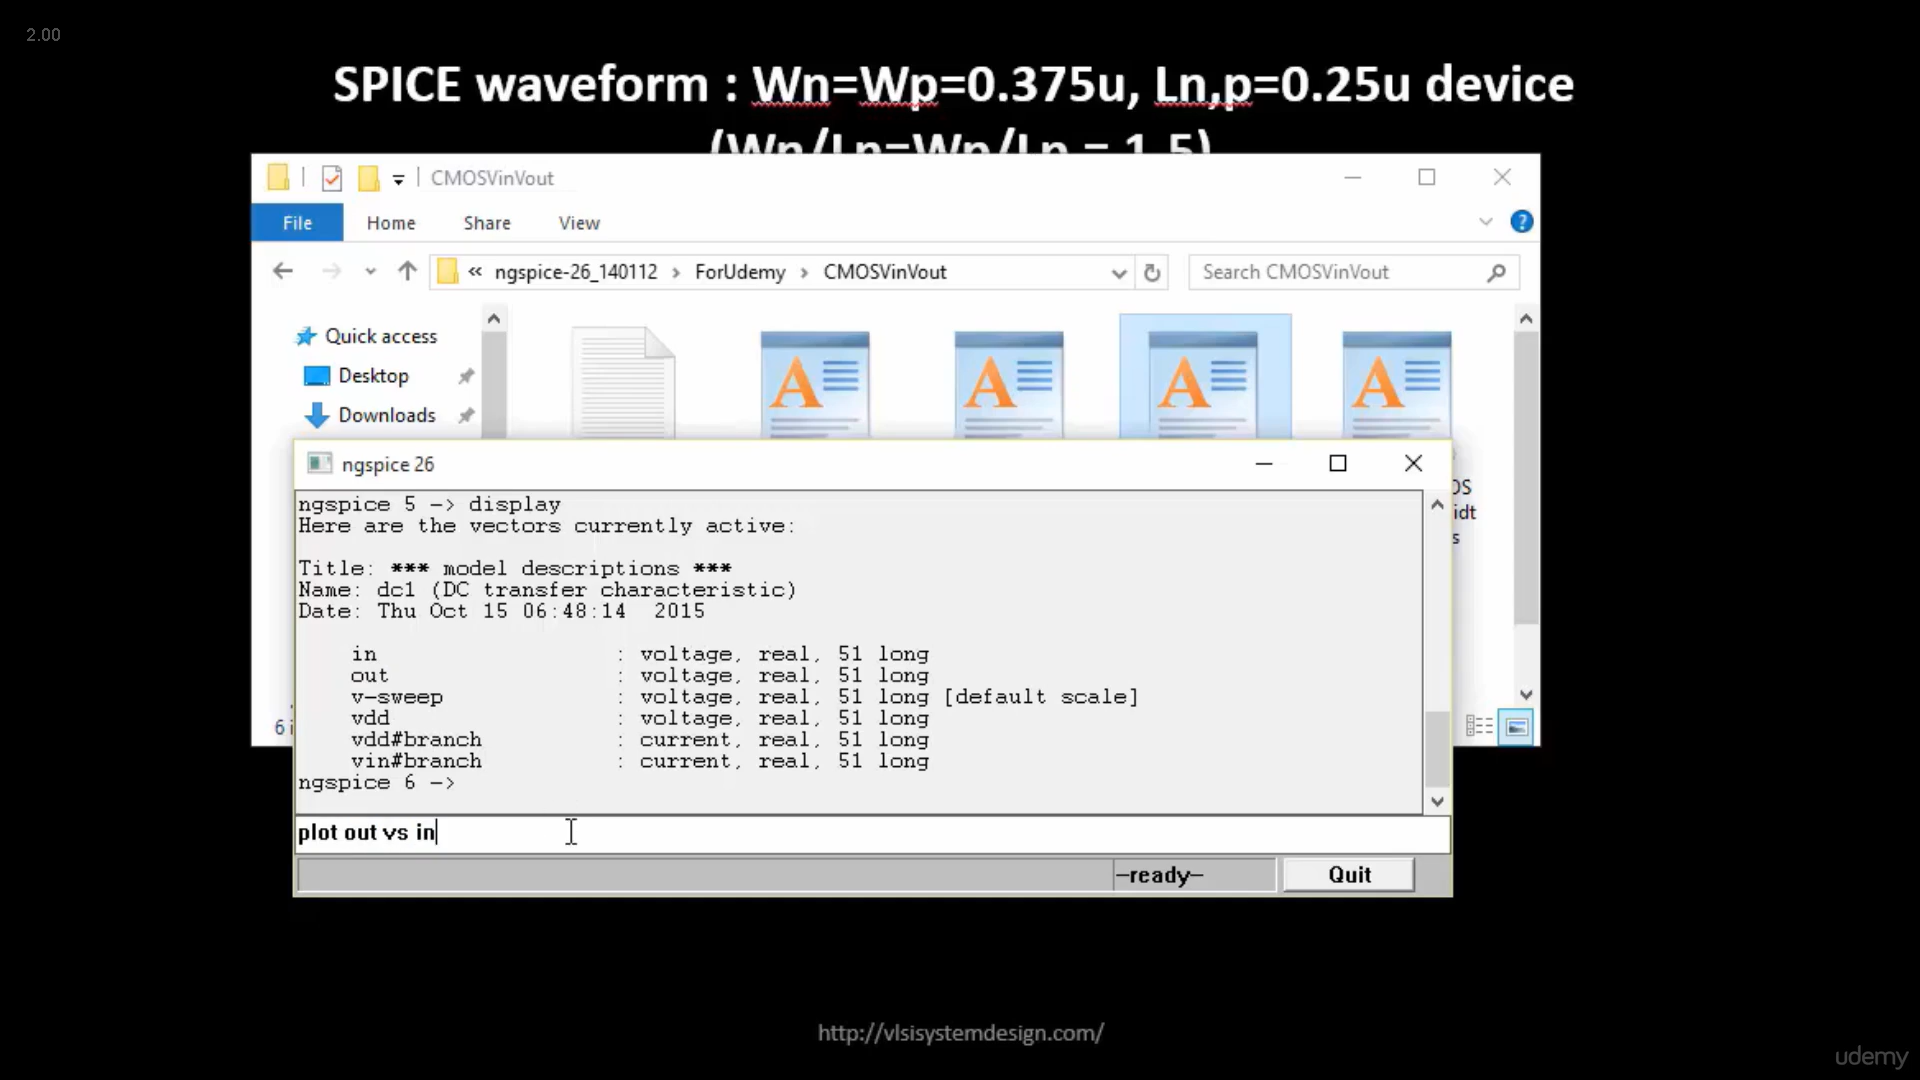 2.00
SPICE waveform : Wn=Wp=0.375u, Ln,p=0.25u device
(Wn/Ln=Wp/Lp = 1.5)
CMOSVinVout
File Home Share View
« ngspice-26_140112 › ForUdemy › CMOSVinVout
Search CMOSVinVout
Quick access
Desktop
Downloads
ngspice 26
ngspice 5 -> display
Here are the vectors currently active:
Title: *** model descriptions ***
Name: dc1 (DC transfer characteristic)
Date: Thu Oct 15 06:48:14  2015
in : voltage, real, 51 long
out : voltage, real, 51 long
v-sweep : voltage, real, 51 long [default scale]
vdd : voltage, real, 51 long
vdd#branch : current, real, 51 long
vin#branch : current, real, 51 long
ngspice 6 ->
plot out vs in
—ready—
Quit
http://vlsisystemdesign.com/
udemy